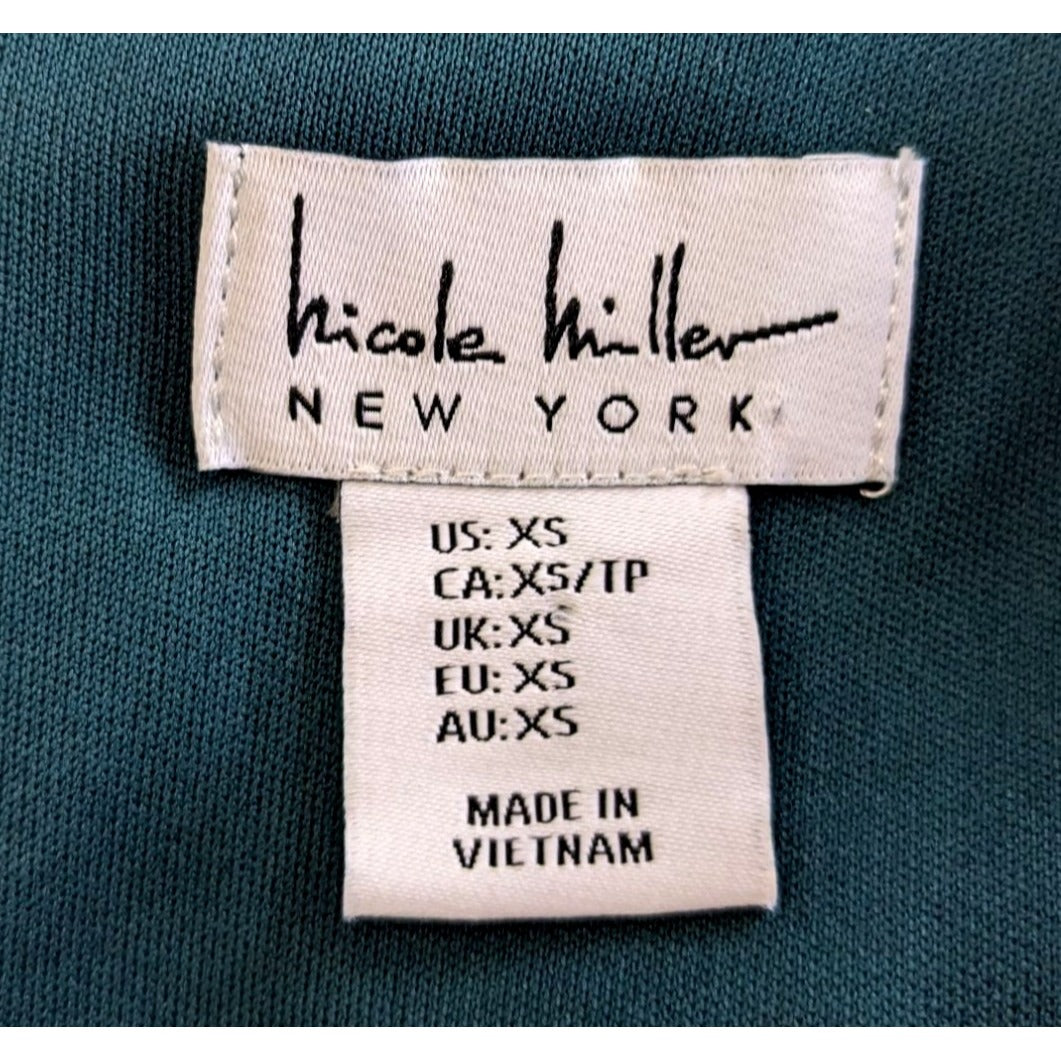 Nicole Miller
NEW YORK
US: XS
CA: XS/TP
UK: XS
EU: XS
AU: XS
MADE IN
VIETNAM